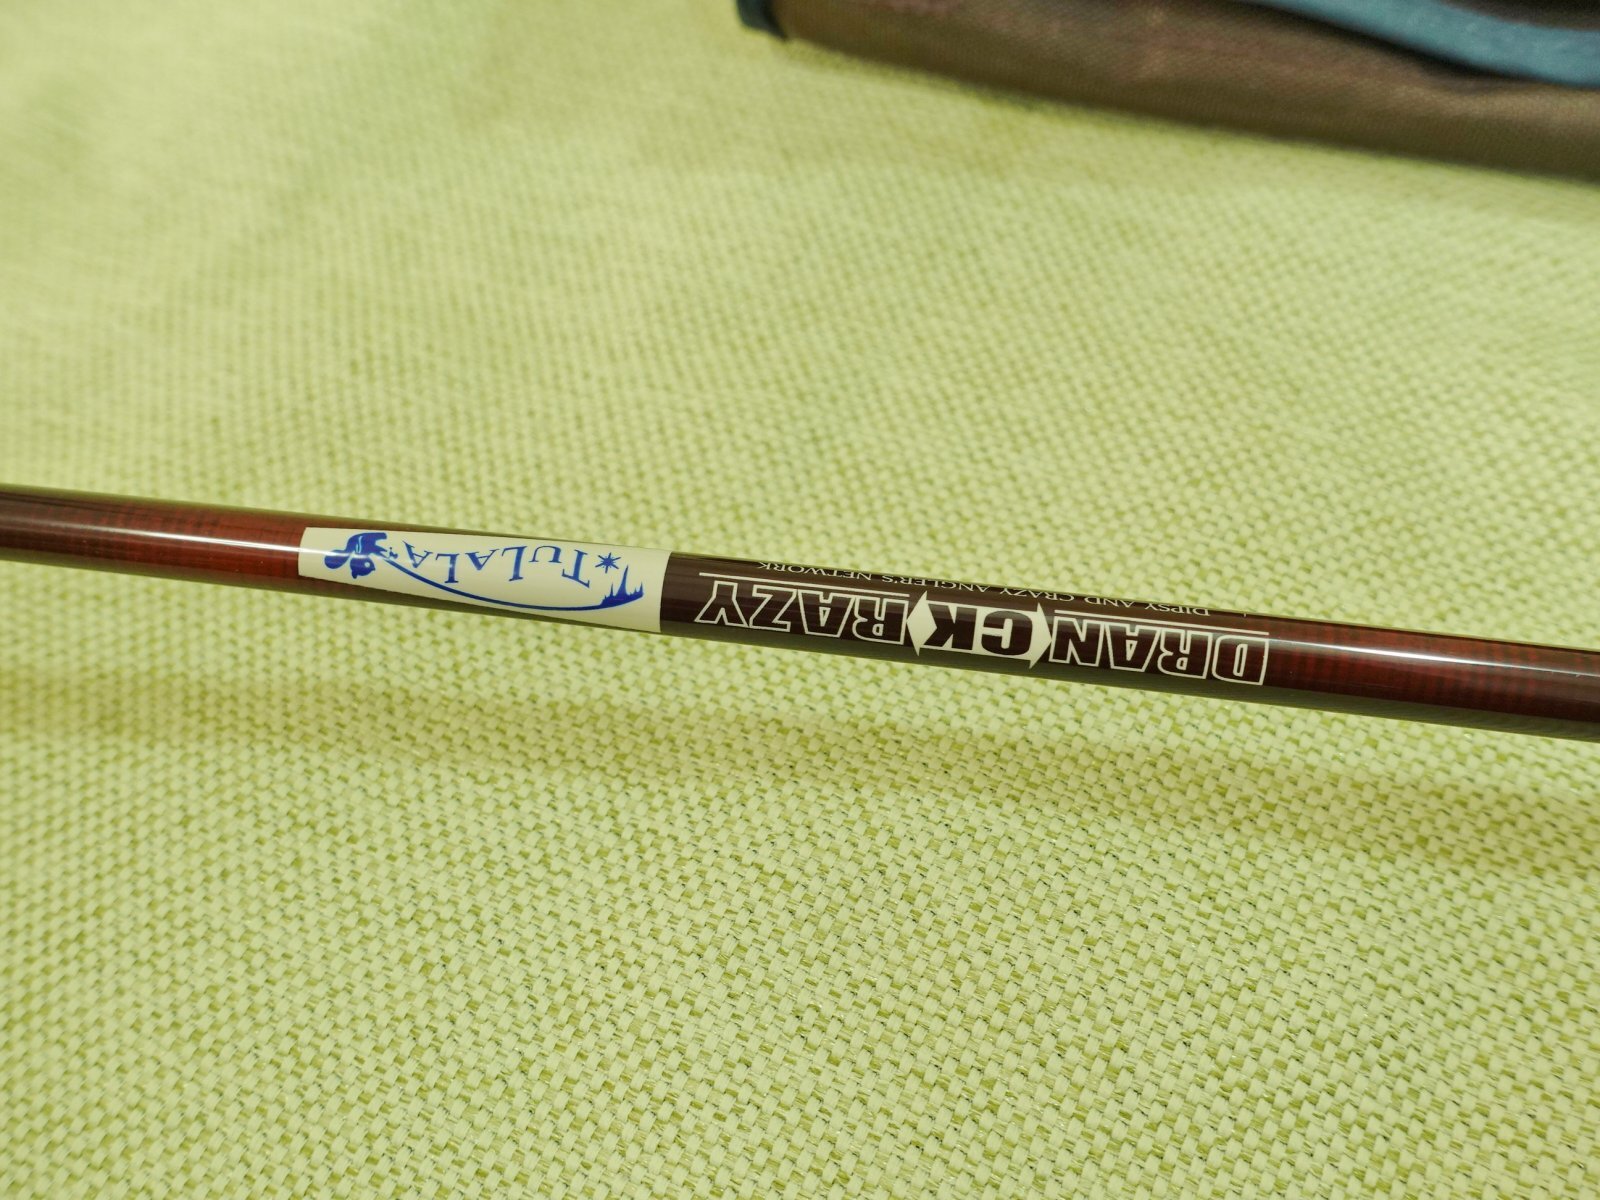 DRANCKRAZY
TULALA
DIPSY AND CRAZY ANGLER'S NETWORK